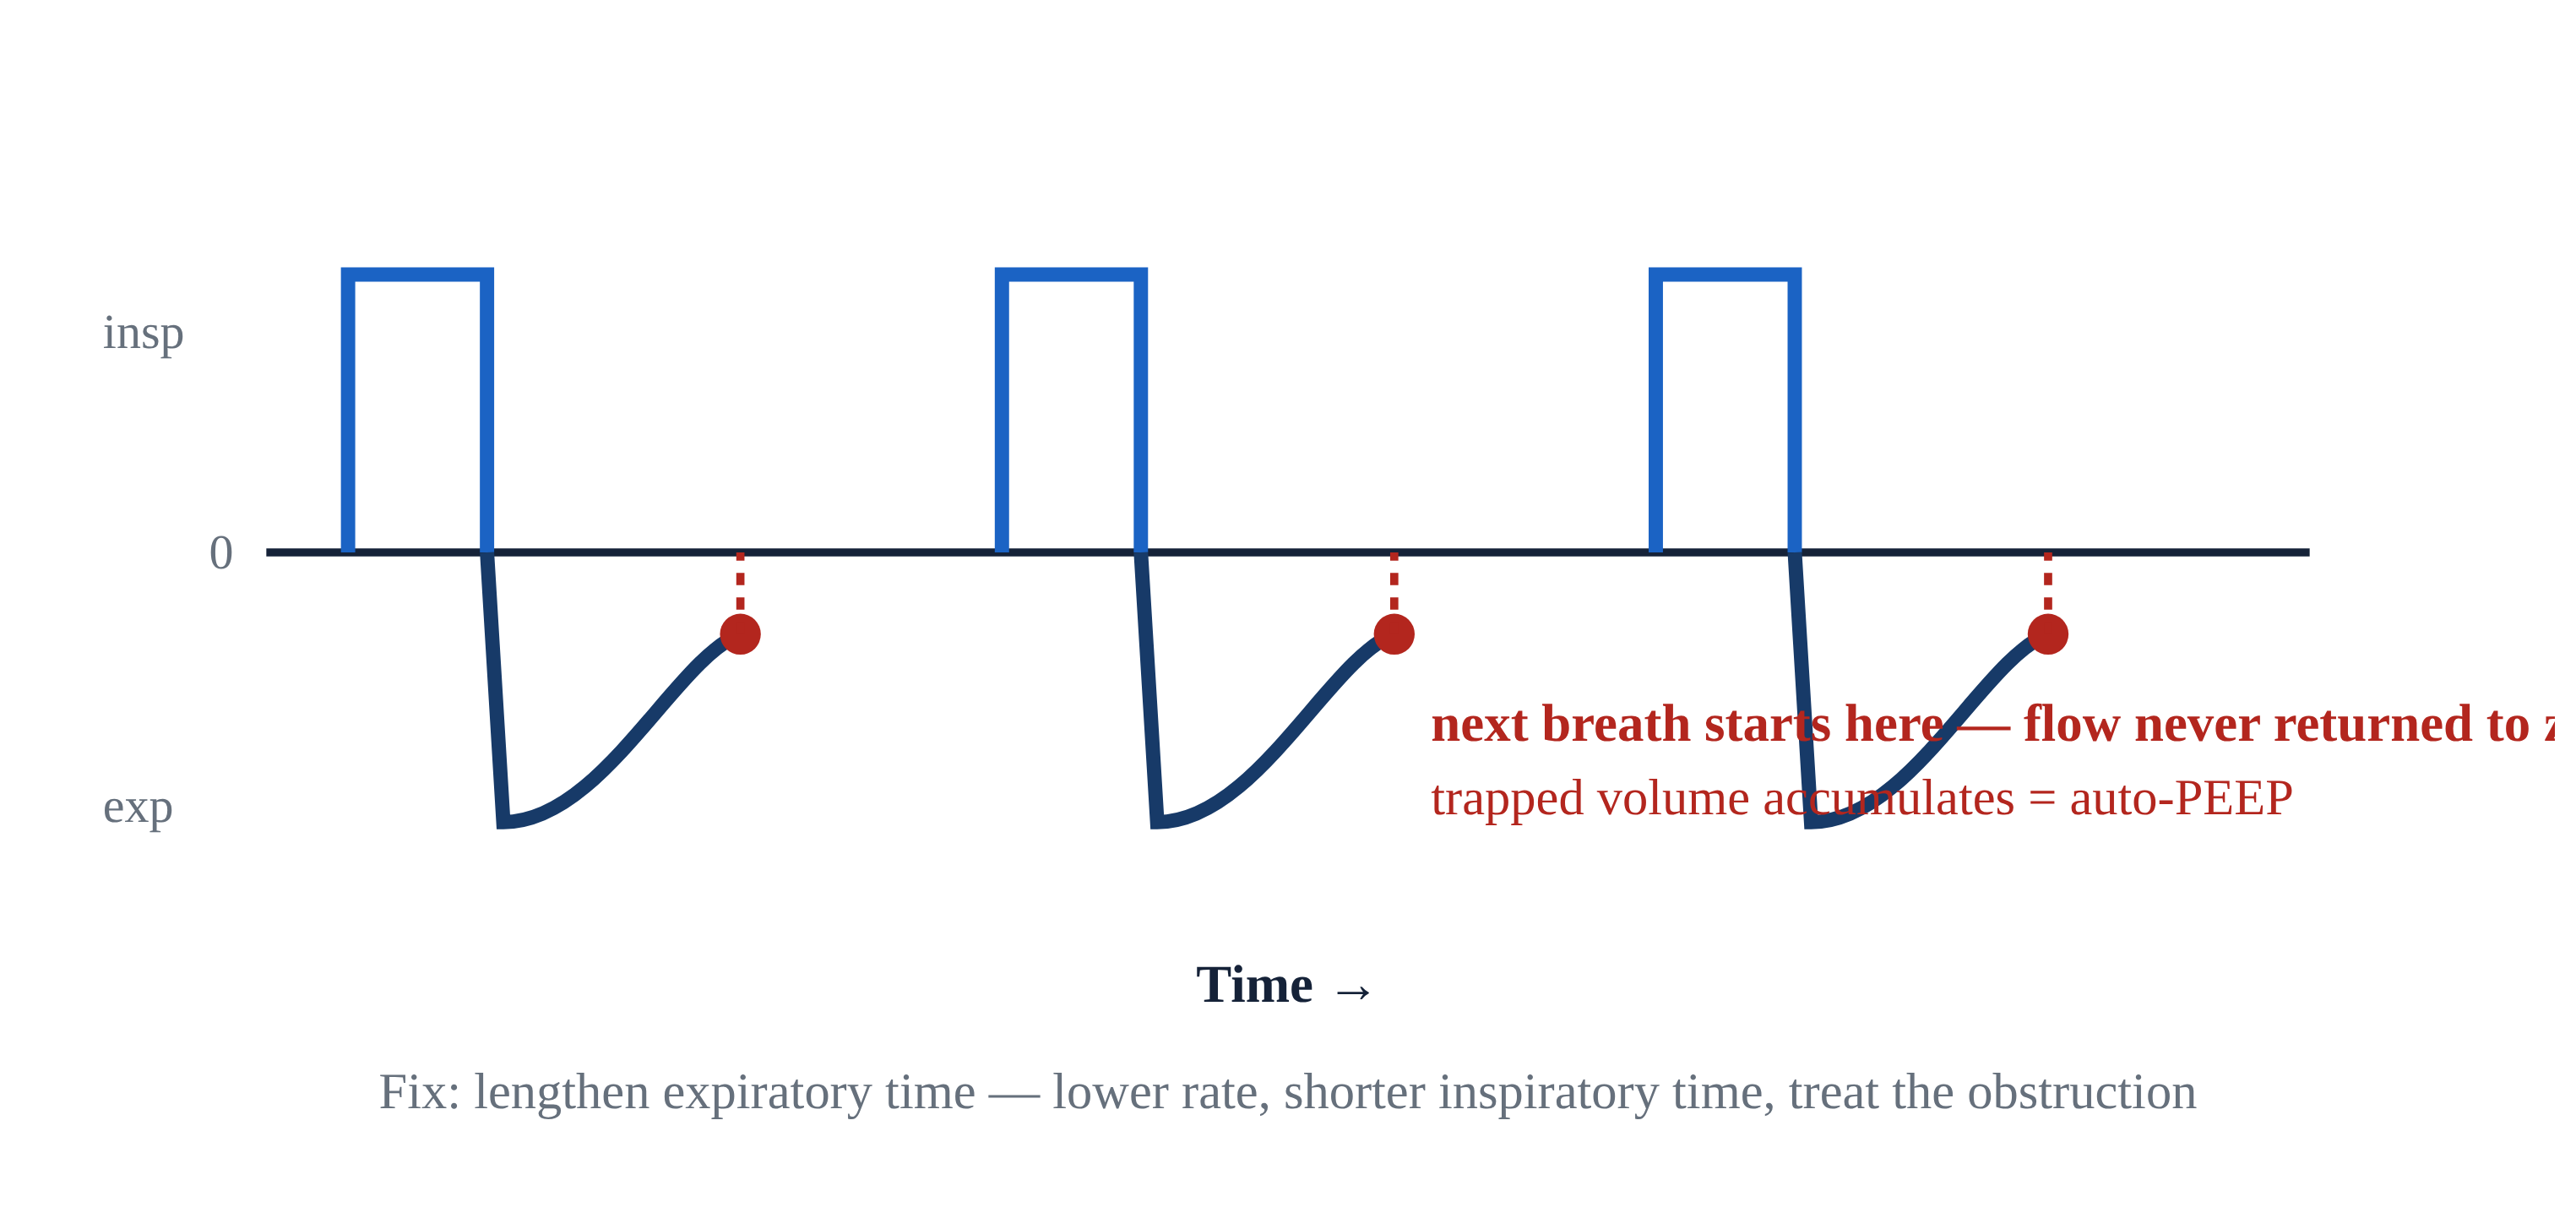 insp
0
next breath starts here — flow never returned to
exp
trapped volume accumulates = auto-PEEP
Time →
Fix: lengthen expiratory time — lower rate, shorter inspiratory time, treat the obstruction